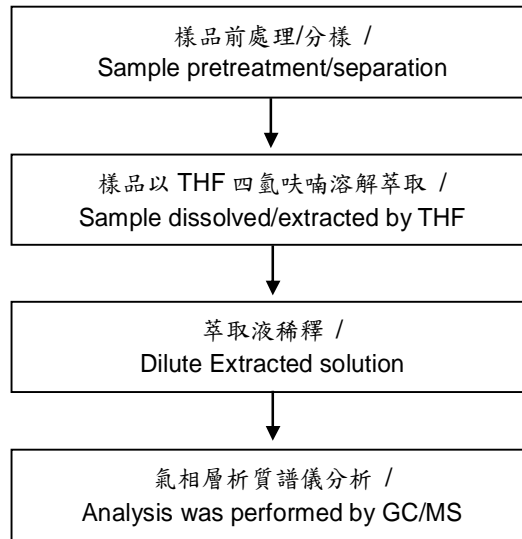 樣品前處理/分樣 /
Sample pretreatment/separation
樣品以 THF 四氫呋喃溶解萃取 /
Sample dissolved/extracted by THF
萃取液稀釋 /
Dilute Extracted solution
氣相層析質譜儀分析 /
Analysis was performed by GC/MS